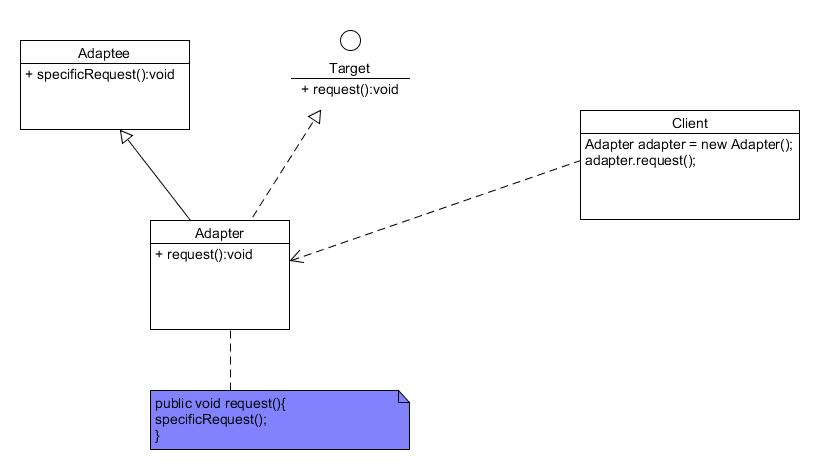 Adaptee
+ specificRequest():void
Target
+ request():void
Client
Adapter adapter = new Adapter();
adapter.request();
Adapter
+ request():void
public void request(){
specificRequest();
}